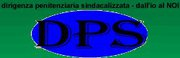 dirigenza penitenziaria sindacalizzata - dall'io al NOI
DPS